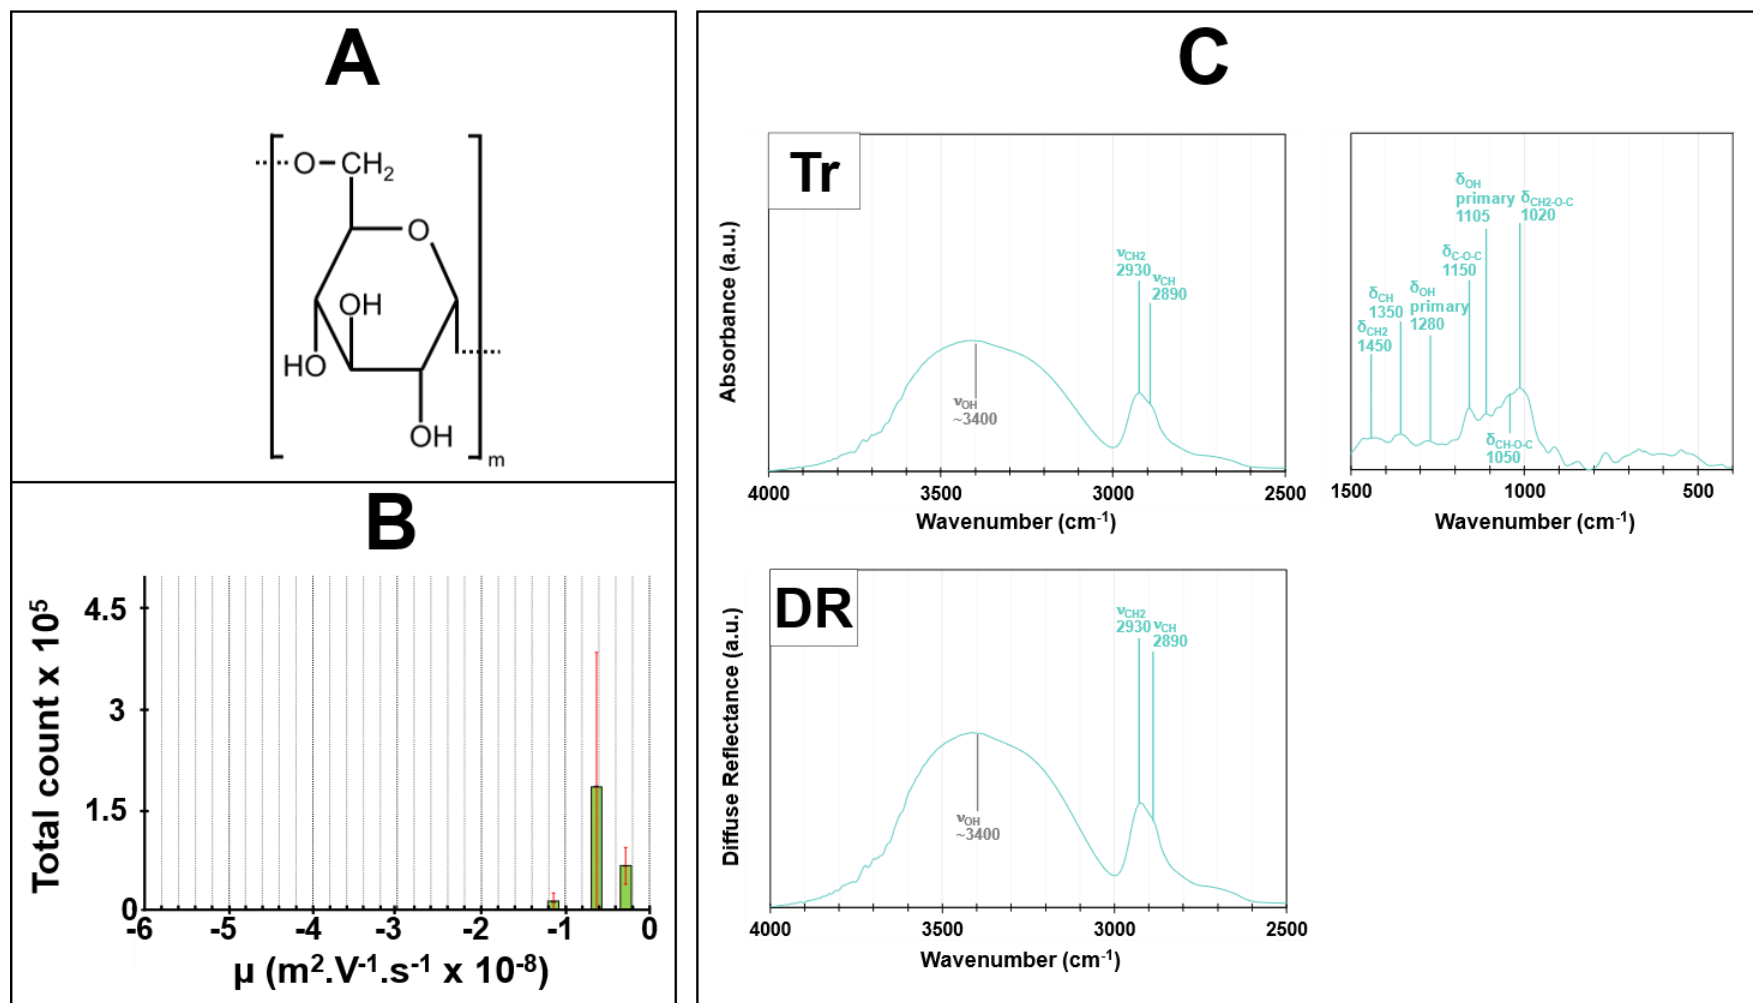 A
O
CH2
O
OH
HO
OH
m
B
Total count x 10⁵
4.5
3
1.5
0
-6 -5 -4 -3 -2 -1 0
µ (m².V⁻¹.s⁻¹ x 10⁻⁸)
C
Tr
Absorbance (a.u.)
νCH2
2930
νCH
2890
νOH
~3400
4000 3500 3000 2500
Wavenumber (cm⁻¹)
δOH
primary
1105
δCH2-O-C
1020
δC-O-C
1150
δCH
1350
δOH
primary
1280
δCH2
1450
δCH-O-C
1050
1500 1000 500
Wavenumber (cm⁻¹)
DR
Diffuse Reflectance (a.u.)
νCH2
2930
νCH
2890
νOH
~3400
4000 3500 3000 2500
Wavenumber (cm⁻¹)